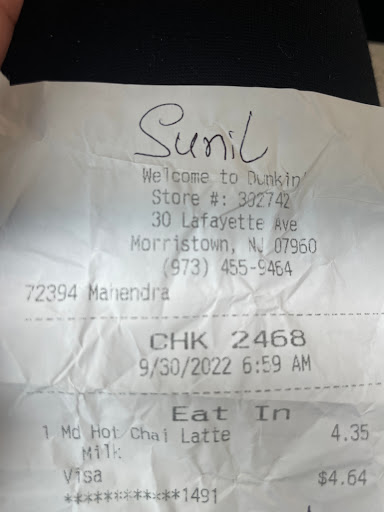 Sunil
Welcome to Dunkin'
Store #: 302742
30 Lafayette Ave
Morristown, NJ 07960
(973) 455-9464
72394 Mahendra
CHK 2468
9/30/2022 6:59 AM
Eat In
1 Md Hot Chai Latte 4.35
Milk
Visa $4.64
************1491